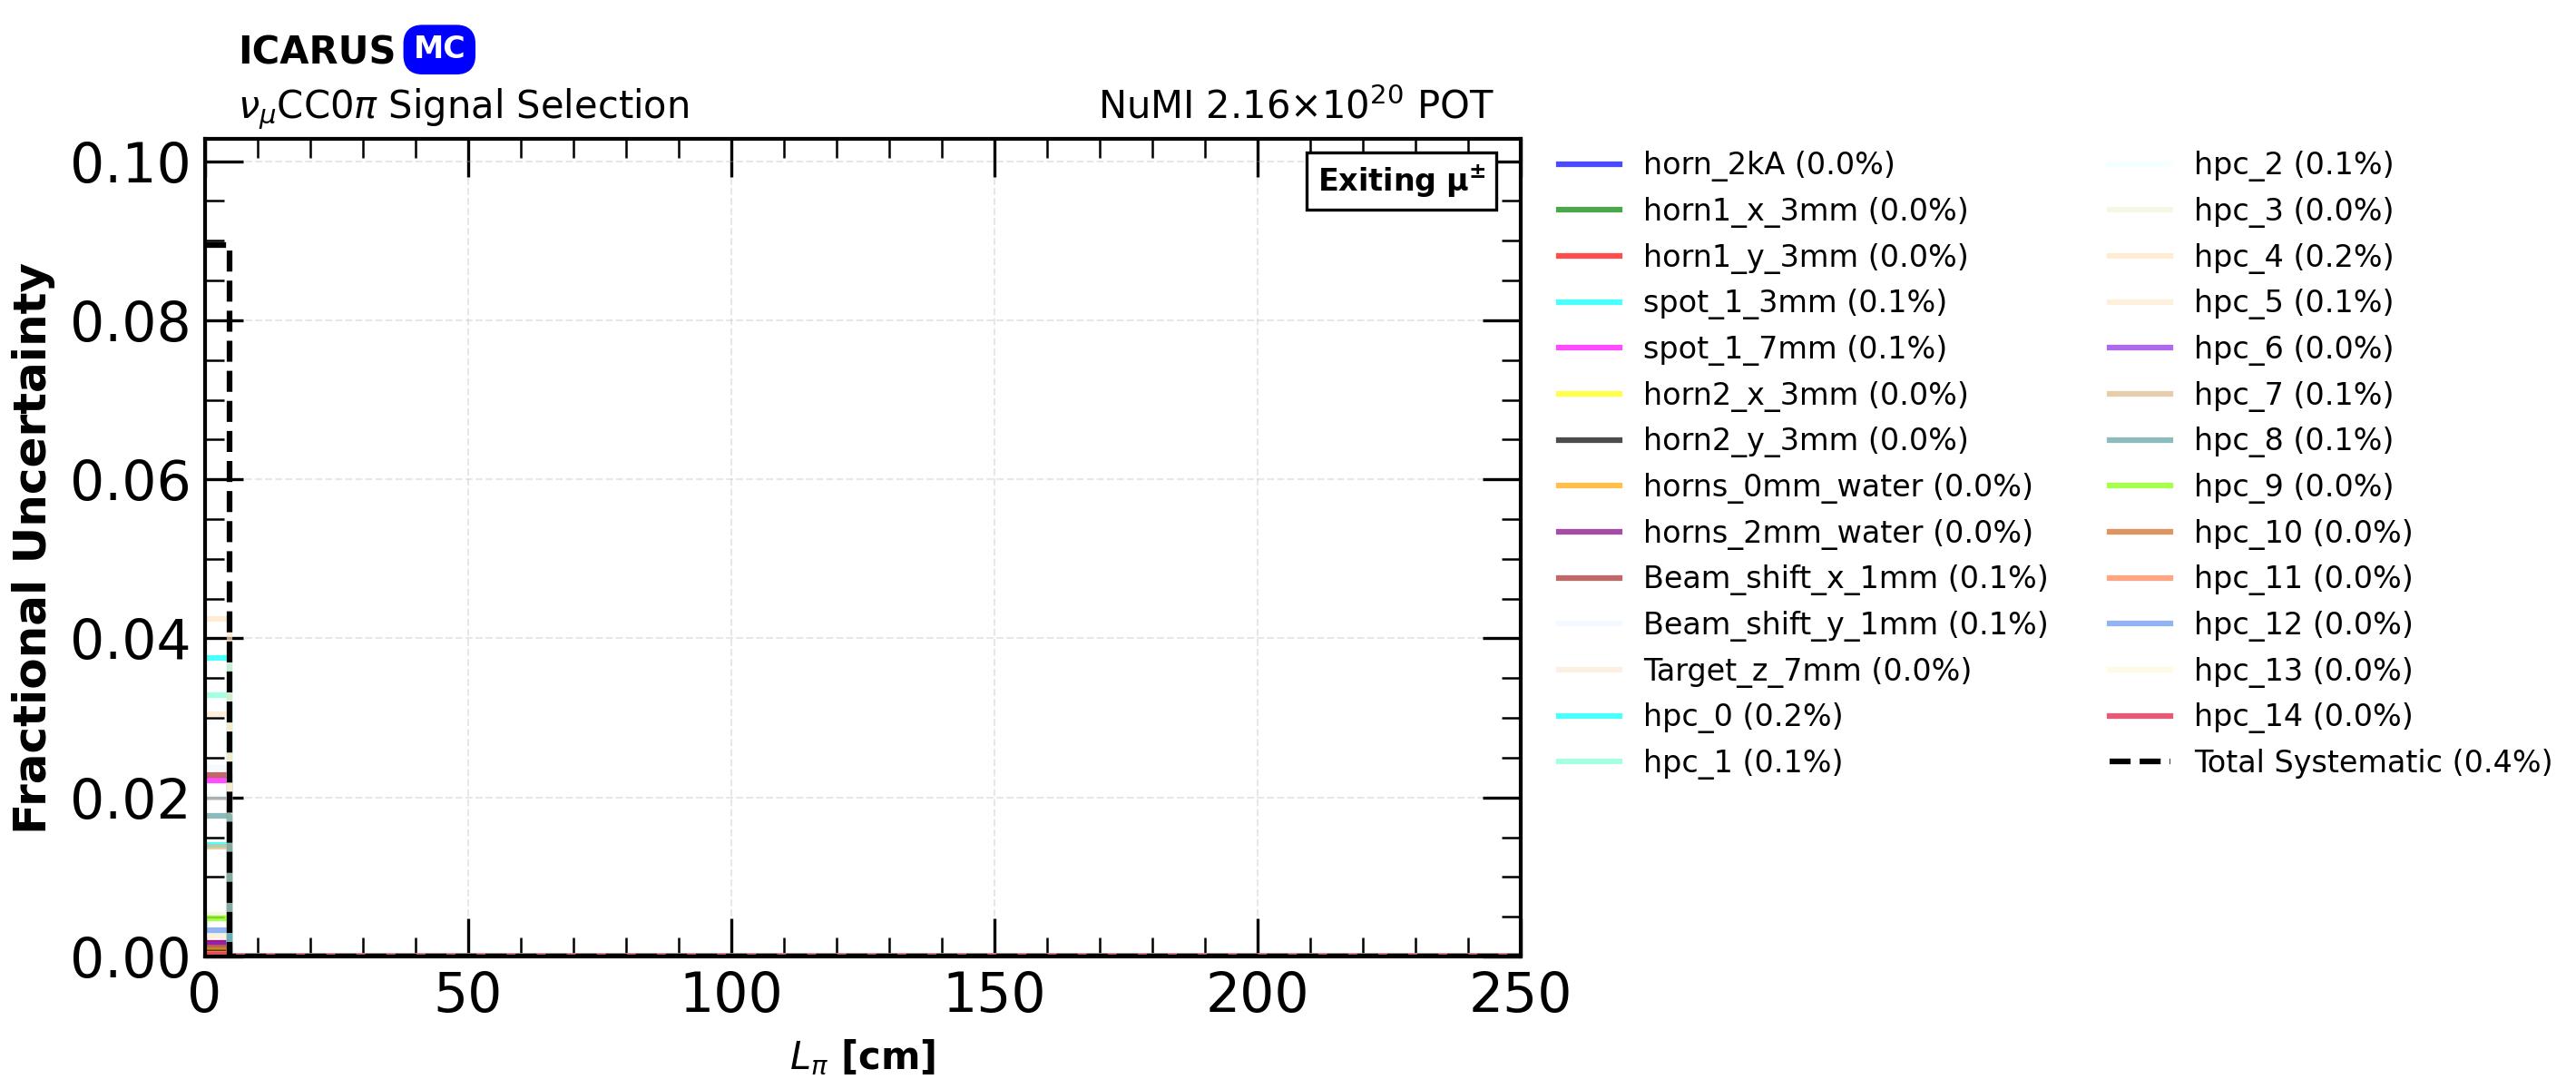 ICARUS MC
νμCC0π Signal Selection
NuMI 2.16×10²⁰ POT
Exiting μ±
Fractional Uncertainty
0.10
0.08
0.06
0.04
0.02
0.00
0 50 100 150 200 250
Lπ [cm]
horn_2kA (0.0%)
horn1_x_3mm (0.0%)
horn1_y_3mm (0.0%)
spot_1_3mm (0.1%)
spot_1_7mm (0.1%)
horn2_x_3mm (0.0%)
horn2_y_3mm (0.0%)
horns_0mm_water (0.0%)
horns_2mm_water (0.0%)
Beam_shift_x_1mm (0.1%)
Beam_shift_y_1mm (0.1%)
Target_z_7mm (0.0%)
hpc_0 (0.2%)
hpc_1 (0.1%)
hpc_2 (0.1%)
hpc_3 (0.0%)
hpc_4 (0.2%)
hpc_5 (0.1%)
hpc_6 (0.0%)
hpc_7 (0.1%)
hpc_8 (0.1%)
hpc_9 (0.0%)
hpc_10 (0.0%)
hpc_11 (0.0%)
hpc_12 (0.0%)
hpc_13 (0.0%)
hpc_14 (0.0%)
Total Systematic (0.4%)